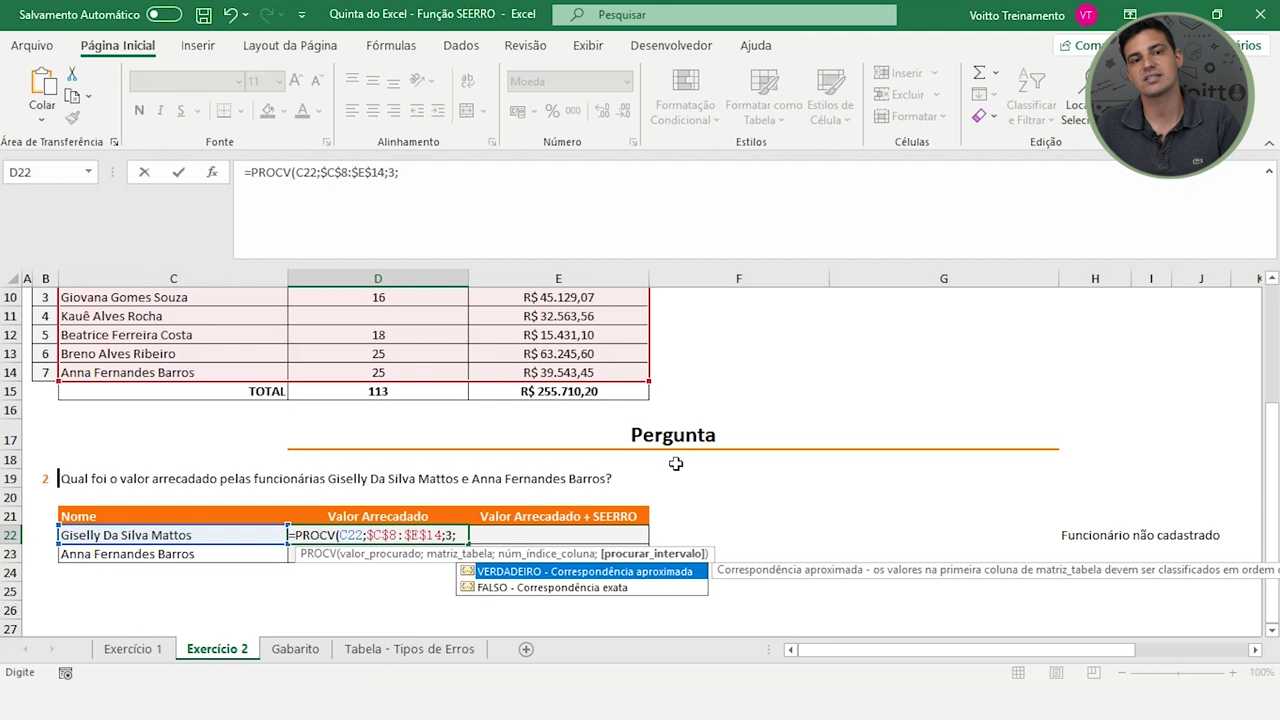 Salvamento Automático
Quinta do Excel - Função SEERRO - Excel
Pesquisar
Voitto Treinamento
VT
Arquivo
Página Inicial
Inserir
Layout da Página
Fórmulas
Dados
Revisão
Exibir
Desenvolvedor
Ajuda
Colar
Área de Transferência
11
N I S
Fonte
Alinhamento
Moeda
% 000
Número
Formatação Condicional
Formatar como Tabela
Estilos de Célula
Estilos
Inserir
Excluir
Formatar
Células
Classificar e Filtrar
Edição
D22
=PROCV(C22;$C$8:$E$14;3;
A B C D E F G H I J K
10 3 Giovana Gomes Souza 16 R$ 45.129,07
11 4 Kauê Alves Rocha R$ 32.563,56
12 5 Beatrice Ferreira Costa 18 R$ 15.431,10
13 6 Breno Alves Ribeiro 25 R$ 63.245,60
14 7 Anna Fernandes Barros 25 R$ 39.543,45
15 TOTAL 113 R$ 255.710,20
16
17 Pergunta
18
19 2 Qual foi o valor arrecadado pelas funcionárias Giselly Da Silva Mattos e Anna Fernandes Barros?
20
21 Nome Valor Arrecadado Valor Arrecadado + SEERRO
22 Giselly Da Silva Mattos =PROCV(C22;$C$8:$E$14;3; Funcionário não cadastrado
23 Anna Fernandes Barros PROCV(valor_procurado; matriz_tabela; núm_índice_coluna; [procurar_intervalo])
24 VERDADEIRO - Correspondência aproximada Correspondência aproximada - os valores na primeira coluna de matriz_tabela devem ser classificados em ordem
25 FALSO - Correspondência exata
26
27
Exercício 1
Exercício 2
Gabarito
Tabela - Tipos de Erros
Digite
100%